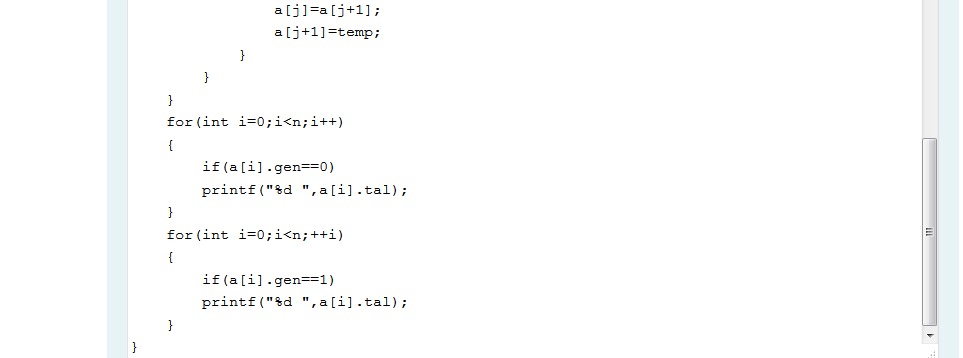 a[j]=a[j+1];
a[j+1]=temp;
}
}
}
for(int i=0;i<n;i++)
{
if(a[i].gen==0)
printf("%d ",a[i].tal);
}
for(int i=0;i<n;++i)
{
if(a[i].gen==1)
printf("%d ",a[i].tal);
}
}